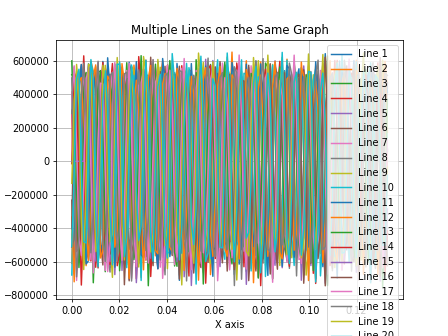 Multiple Lines on the Same Graph
600000
400000
200000
0
−200000
−400000
−600000
−800000
0.00
0.02
0.04
0.06
0.08
0.10
X axis
Line 1
Line 2
Line 3
Line 4
Line 5
Line 6
Line 7
Line 8
Line 9
Line 10
Line 11
Line 12
Line 13
Line 14
Line 15
Line 16
Line 17
Line 18
Line 19
Line 20